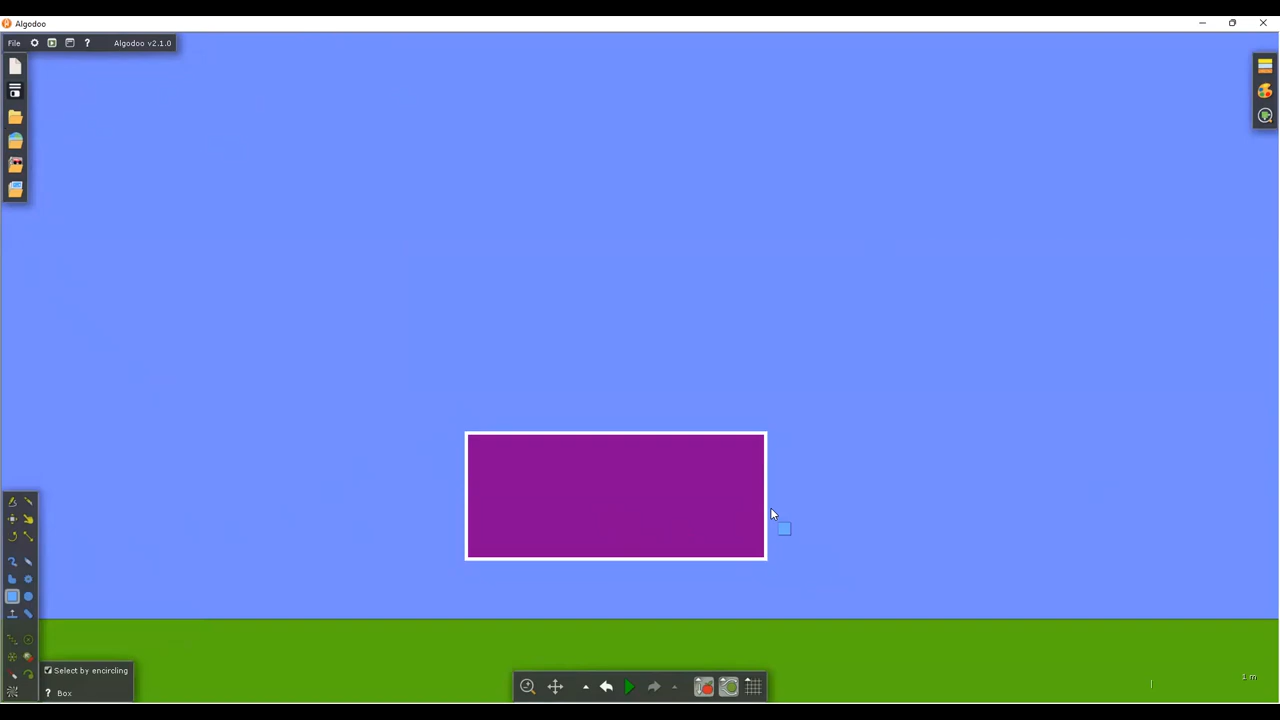 Algodoo
File ? Algodoo v2.1.0
Select by encircling
? Box
1 m